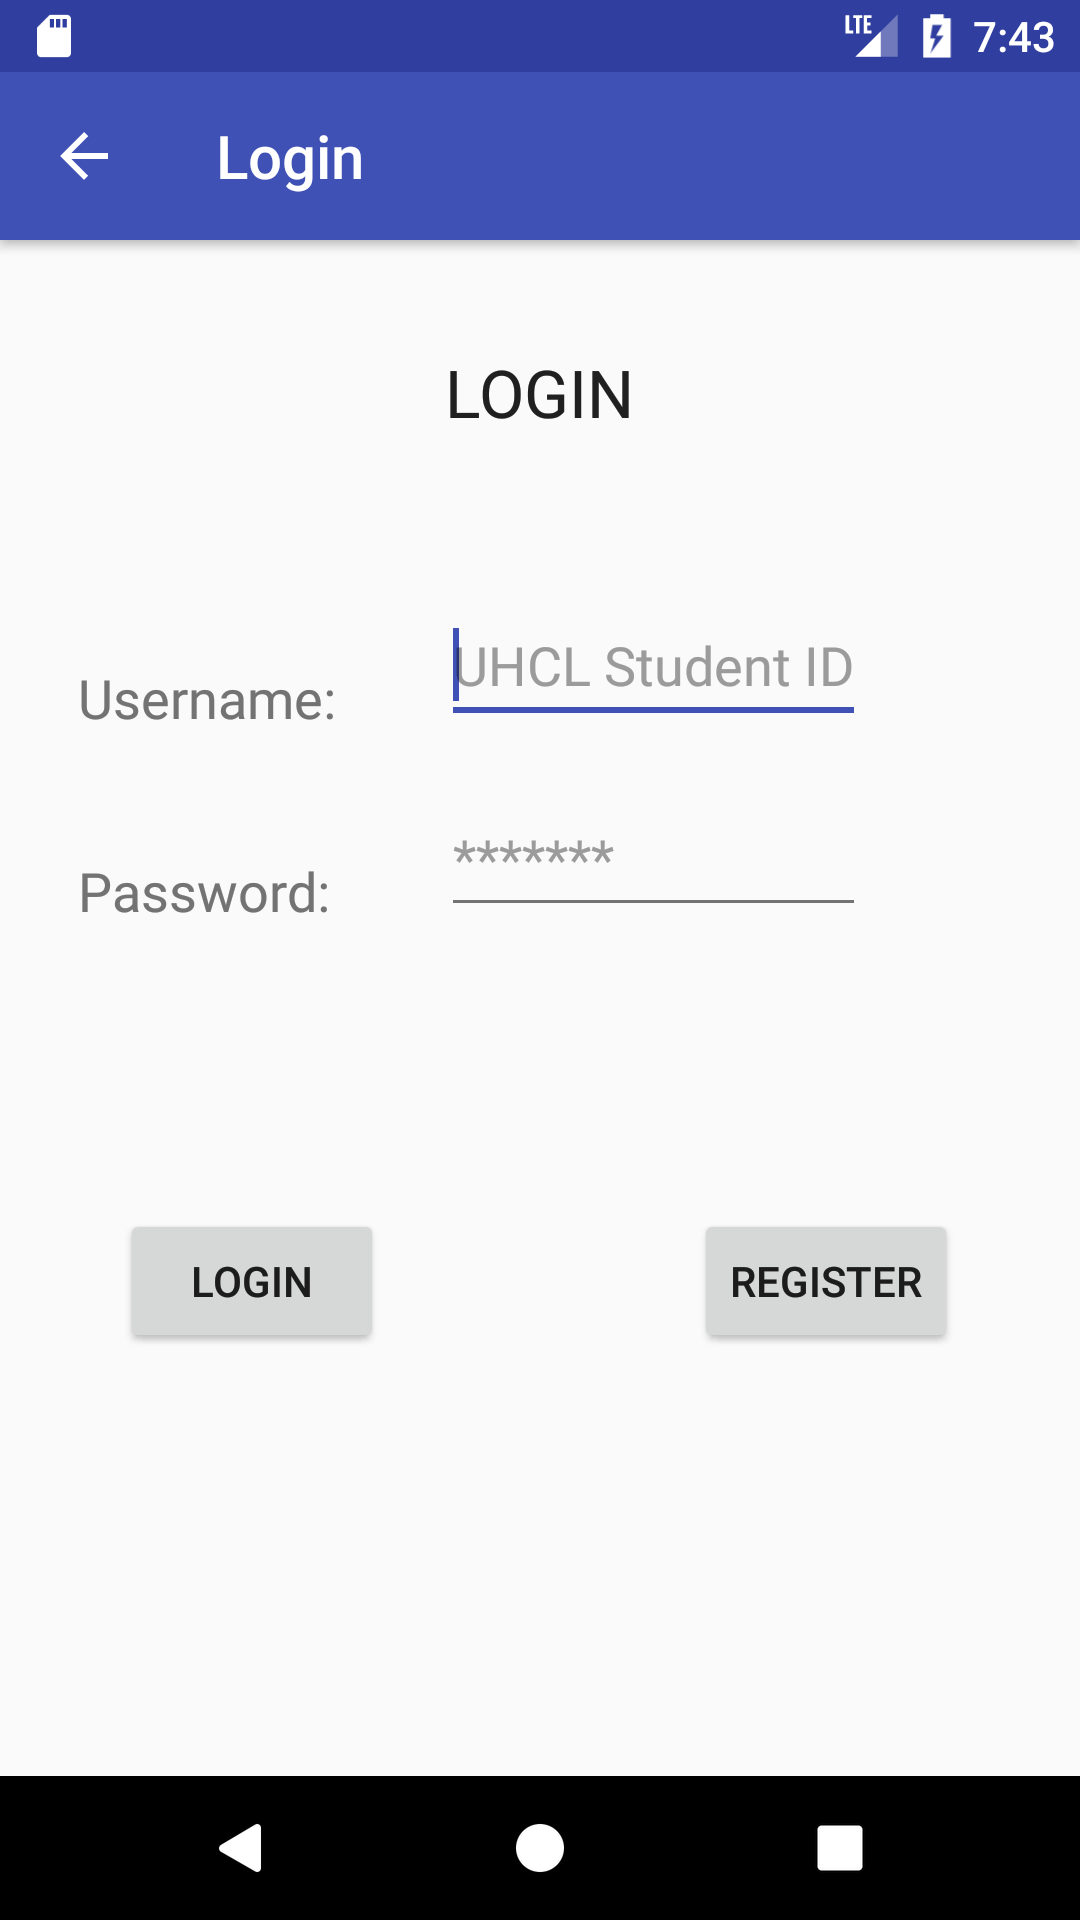 LTE 7:43
Login
LOGIN
Username: UHCL Student ID
Password: *******
LOGIN REGISTER